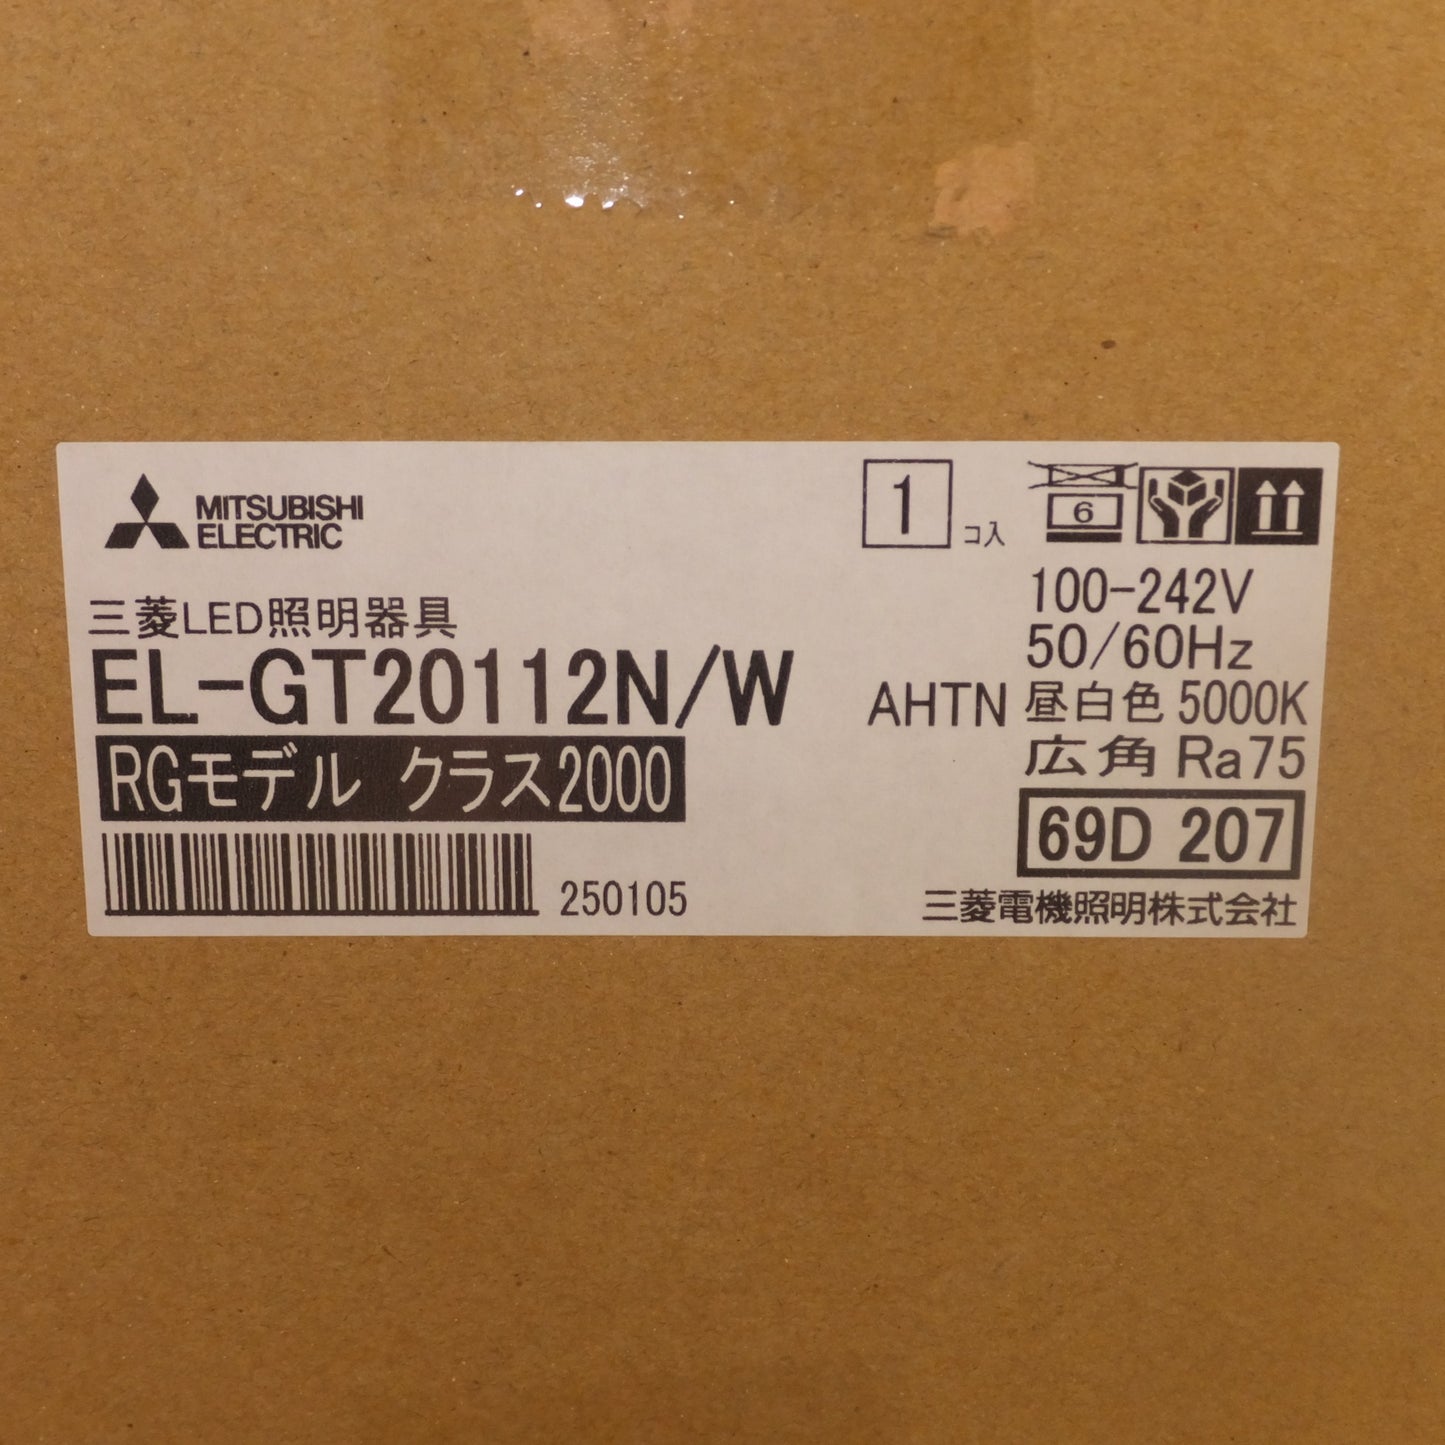 MITSUBISHI
ELECTRIC
1 コ入
6
三菱LED照明器具
EL-GT20112N/W AHTN
RGモデル クラス2000
250105
100-242V
50/60Hz
昼白色 5000K
広角 Ra75
69D 207
三菱電機照明株式会社